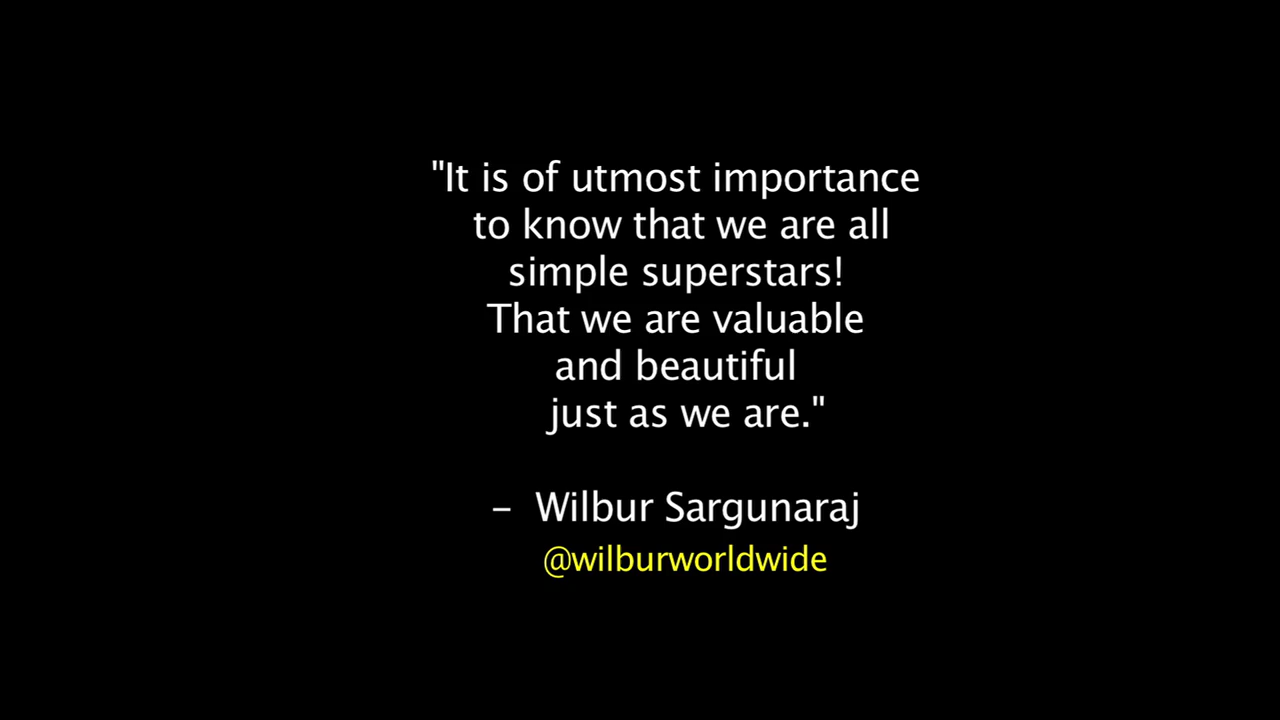 "It is of utmost importance
to know that we are all
simple superstars!
That we are valuable
and beautiful
just as we are."
– Wilbur Sargunaraj
@wilburworldwide